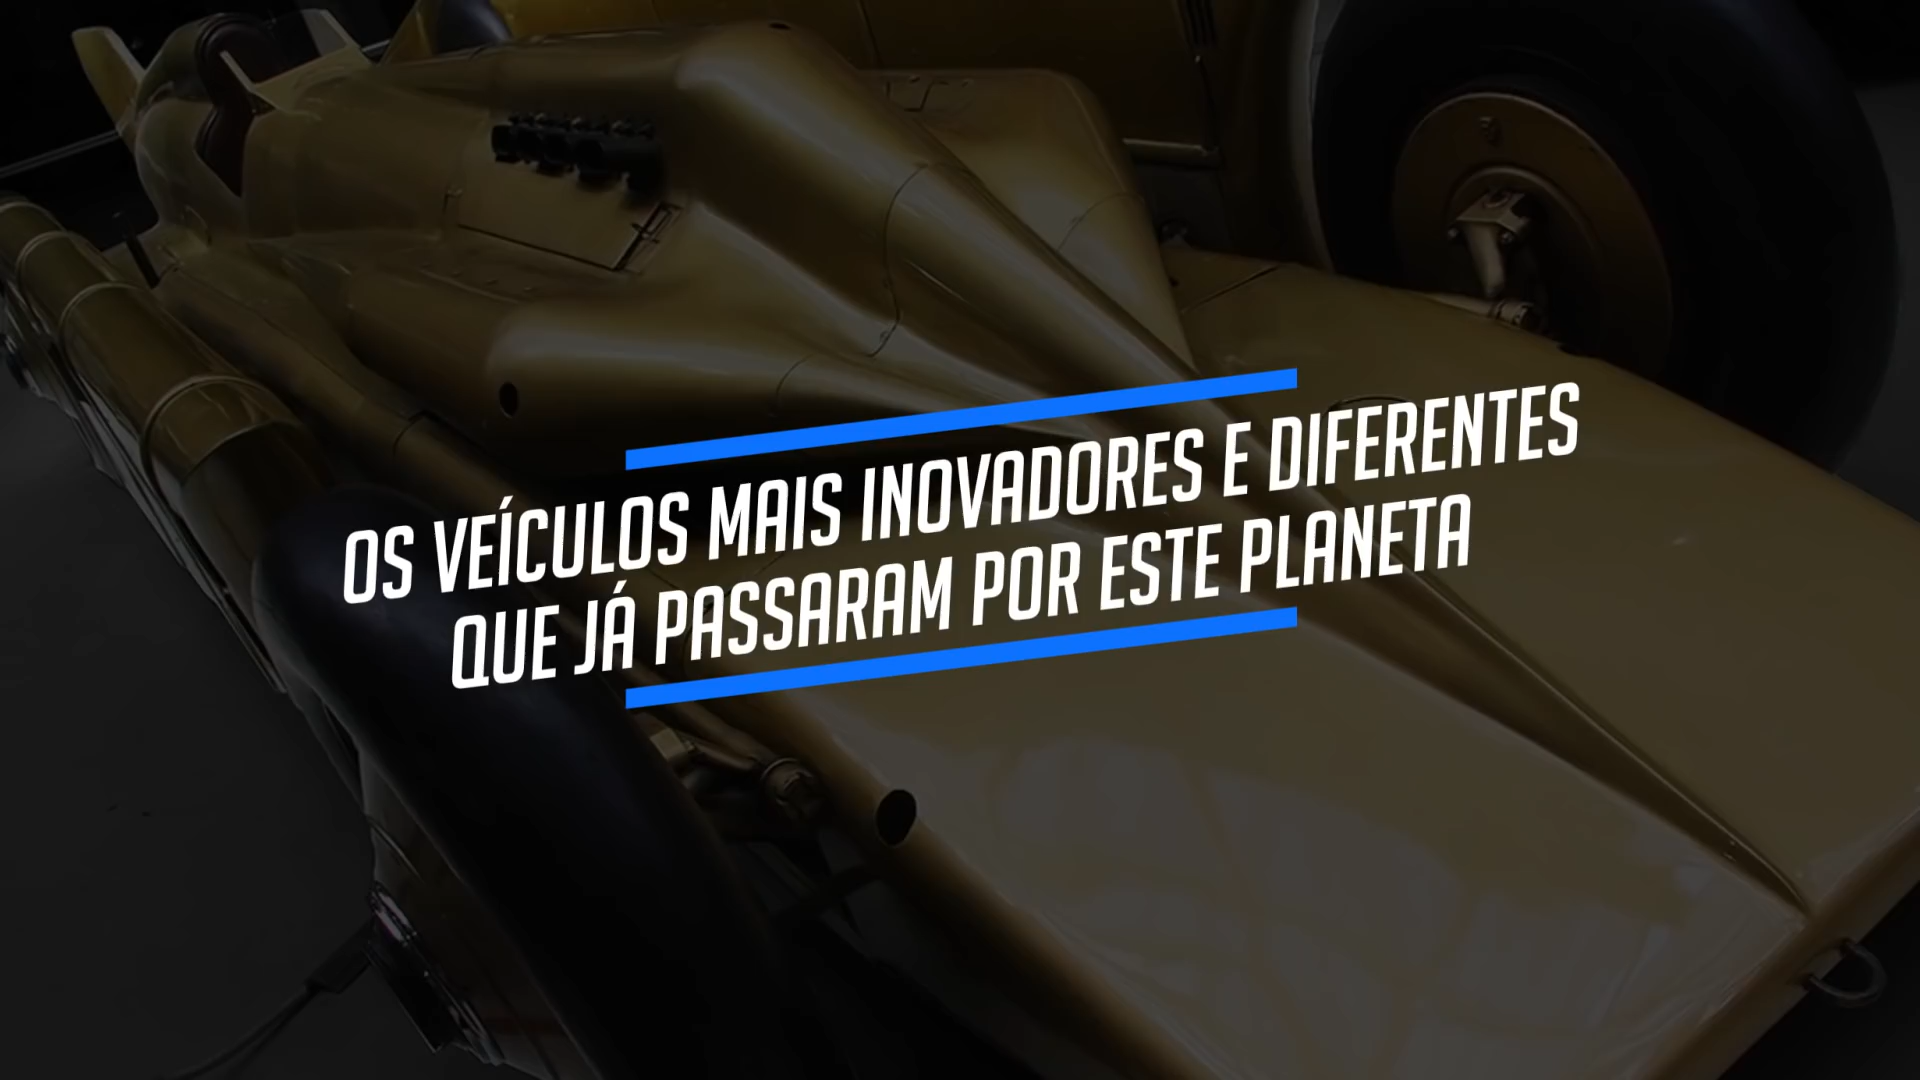 OS VEÍCULOS MAIS INOVADORES E DIFERENTES
QUE JÁ PASSARAM POR ESTE PLANETA